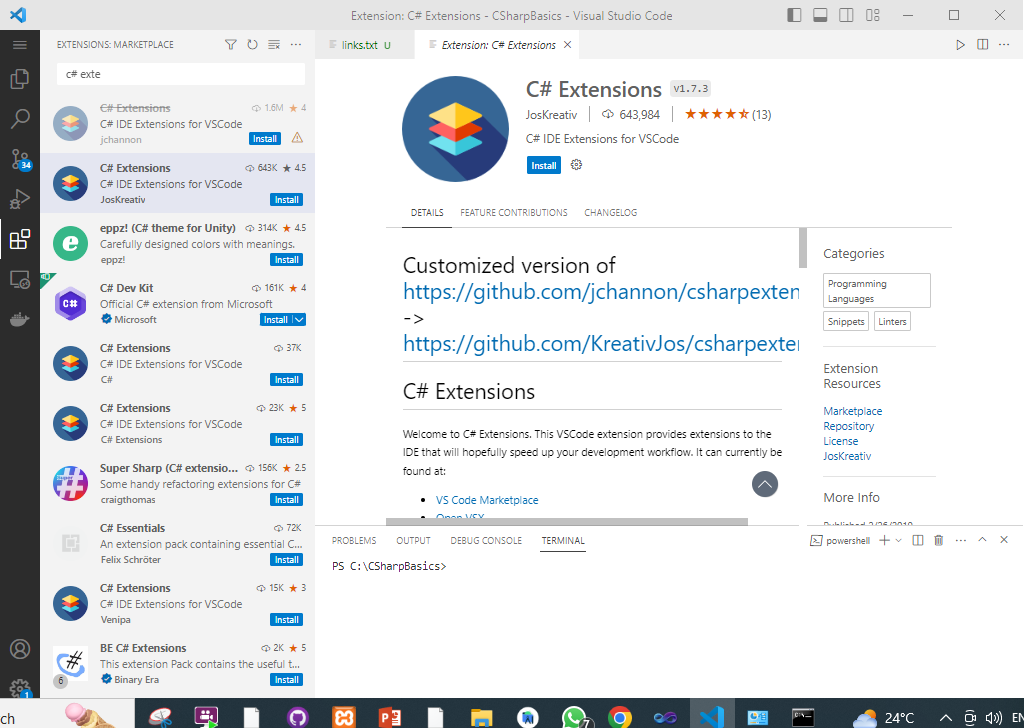 Extension: C# Extensions - CSharpBasics - Visual Studio Code
EXTENSIONS: MARKETPLACE
c# exte
C# Extensions 1.6M ★ 4
C# IDE Extensions for VSCode
jchannon Install
C# Extensions 643K ★ 4.5
C# IDE Extensions for VSCode
JosKreativ Install
eppz! (C# theme for Unity) 314K ★ 4.5
Carefully designed colors with meanings.
eppz! Install
C# Dev Kit 161K ★ 4
Official C# extension from Microsoft
Microsoft Install
C# Extensions 37K
C# IDE Extensions for VSCode
C# Install
C# Extensions 23K ★ 5
C# IDE Extensions for VSCode
C# Extensions Install
Super Sharp (C# extensio... 156K ★ 2.5
Some handy refactoring extensions for C#
craigthomas Install
C# Essentials 72K
An extension pack containing essential C...
Felix Schröter Install
C# Extensions 15K ★ 3
C# IDE Extensions for VSCode
Venipa Install
BE C# Extensions 2K ★ 5
This extension Pack contains the useful t...
Binary Era Install
6
34
1
links.txt U
Extension: C# Extensions
C# Extensions v1.7.3
JosKreativ 643,984 (13)
C# IDE Extensions for VSCode
Install
DETAILS FEATURE CONTRIBUTIONS CHANGELOG
Customized version of
https://github.com/jchannon/csharpexten
->
https://github.com/KreativJos/csharpexter
C# Extensions
Welcome to C# Extensions. This VSCode extension provides extensions to the
IDE that will hopefully speed up your development workflow. It can currently be
found at:
• VS Code Marketplace
• Open VSX
Categories
Programming
Languages
Snippets Linters
Extension
Resources
Marketplace
Repository
License
JosKreativ
More Info
PROBLEMS OUTPUT DEBUG CONSOLE TERMINAL
powershell
PS C:\CSharpBasics>
ch
7
24°C
EN